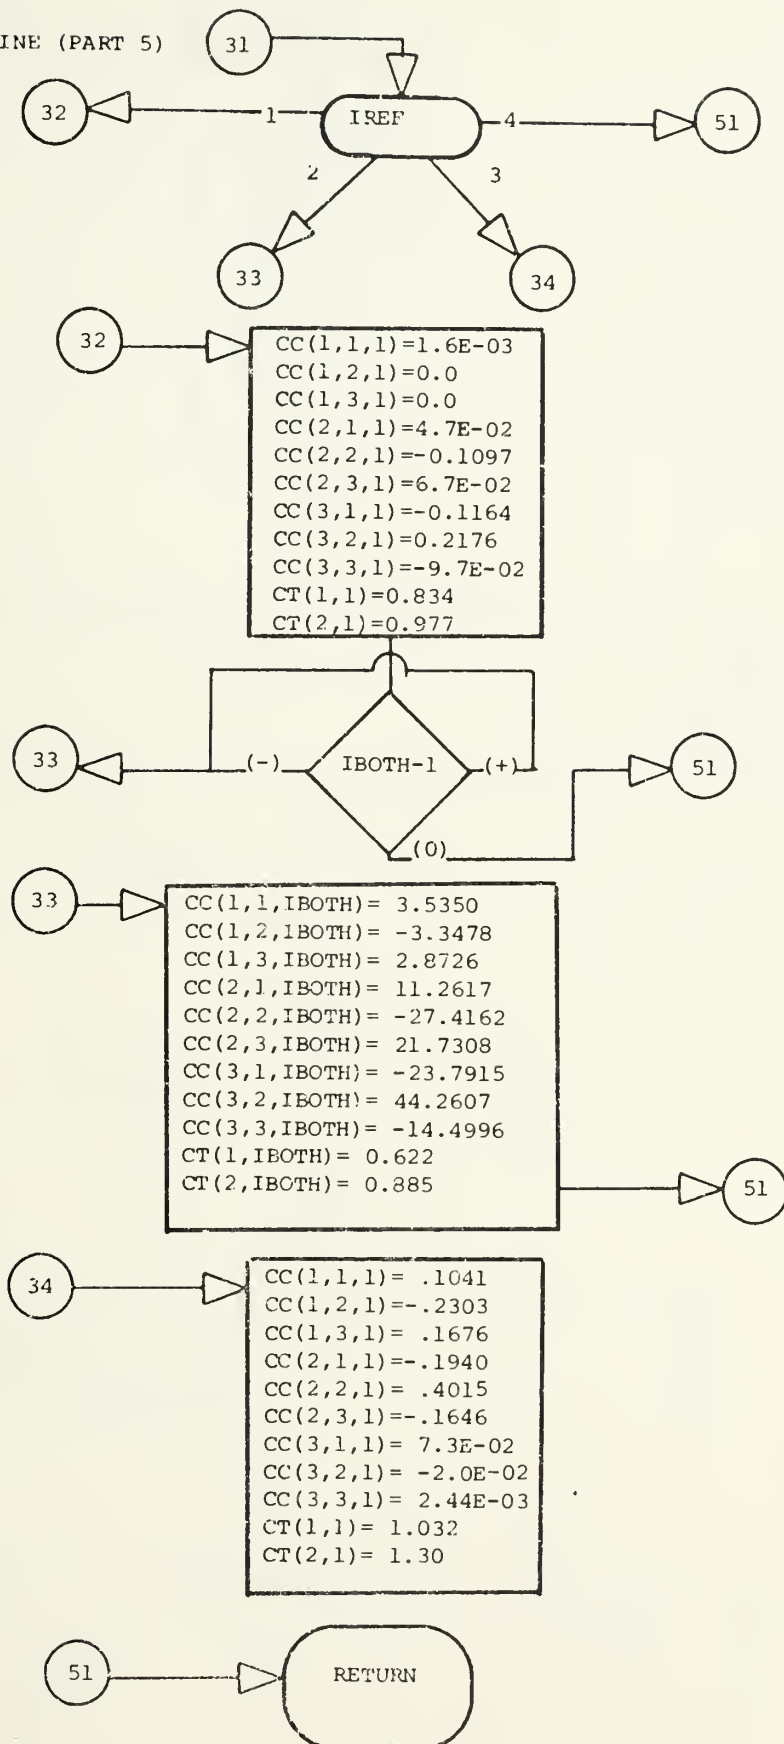 INE (PART 5)
31
32
1
IREF
4
51
2
3
33
34
32
CC(1,1,1)=1.6E-03
CC(1,2,1)=0.0
CC(1,3,1)=0.0
CC(2,1,1)=4.7E-02
CC(2,2,1)=-0.1097
CC(2,3,1)=6.7E-02
CC(3,1,1)=-0.1164
CC(3,2,1)=0.2176
CC(3,3,1)=-9.7E-02
CT(1,1)=0.834
CT(2,1)=0.977
33
(-)
IBOTH-1
(+)
51
(0)
33
CC(1,1,IBOTH)= 3.5350
CC(1,2,IBOTH)= -3.3478
CC(1,3,IBOTH)= 2.8726
CC(2,1,IBOTH)= 11.2617
CC(2,2,IBOTH)= -27.4162
CC(2,3,IBOTH)= 21.7308
CC(3,1,IBOTH)= -23.7915
CC(3,2,IBOTH)= 44.2607
CC(3,3,IBOTH)= -14.4996
CT(1,IBOTH)= 0.622
CT(2,IBOTH)= 0.885
51
34
CC(1,1,1)= .1041
CC(1,2,1)=-.2303
CC(1,3,1)= .1676
CC(2,1,1)=-.1940
CC(2,2,1)= .4015
CC(2,3,1)=-.1646
CC(3,1,1)= 7.3E-02
CC(3,2,1)= -2.0E-02
CC(3,3,1)= 2.44E-03
CT(1,1)= 1.032
CT(2,1)= 1.30
51
RETURN